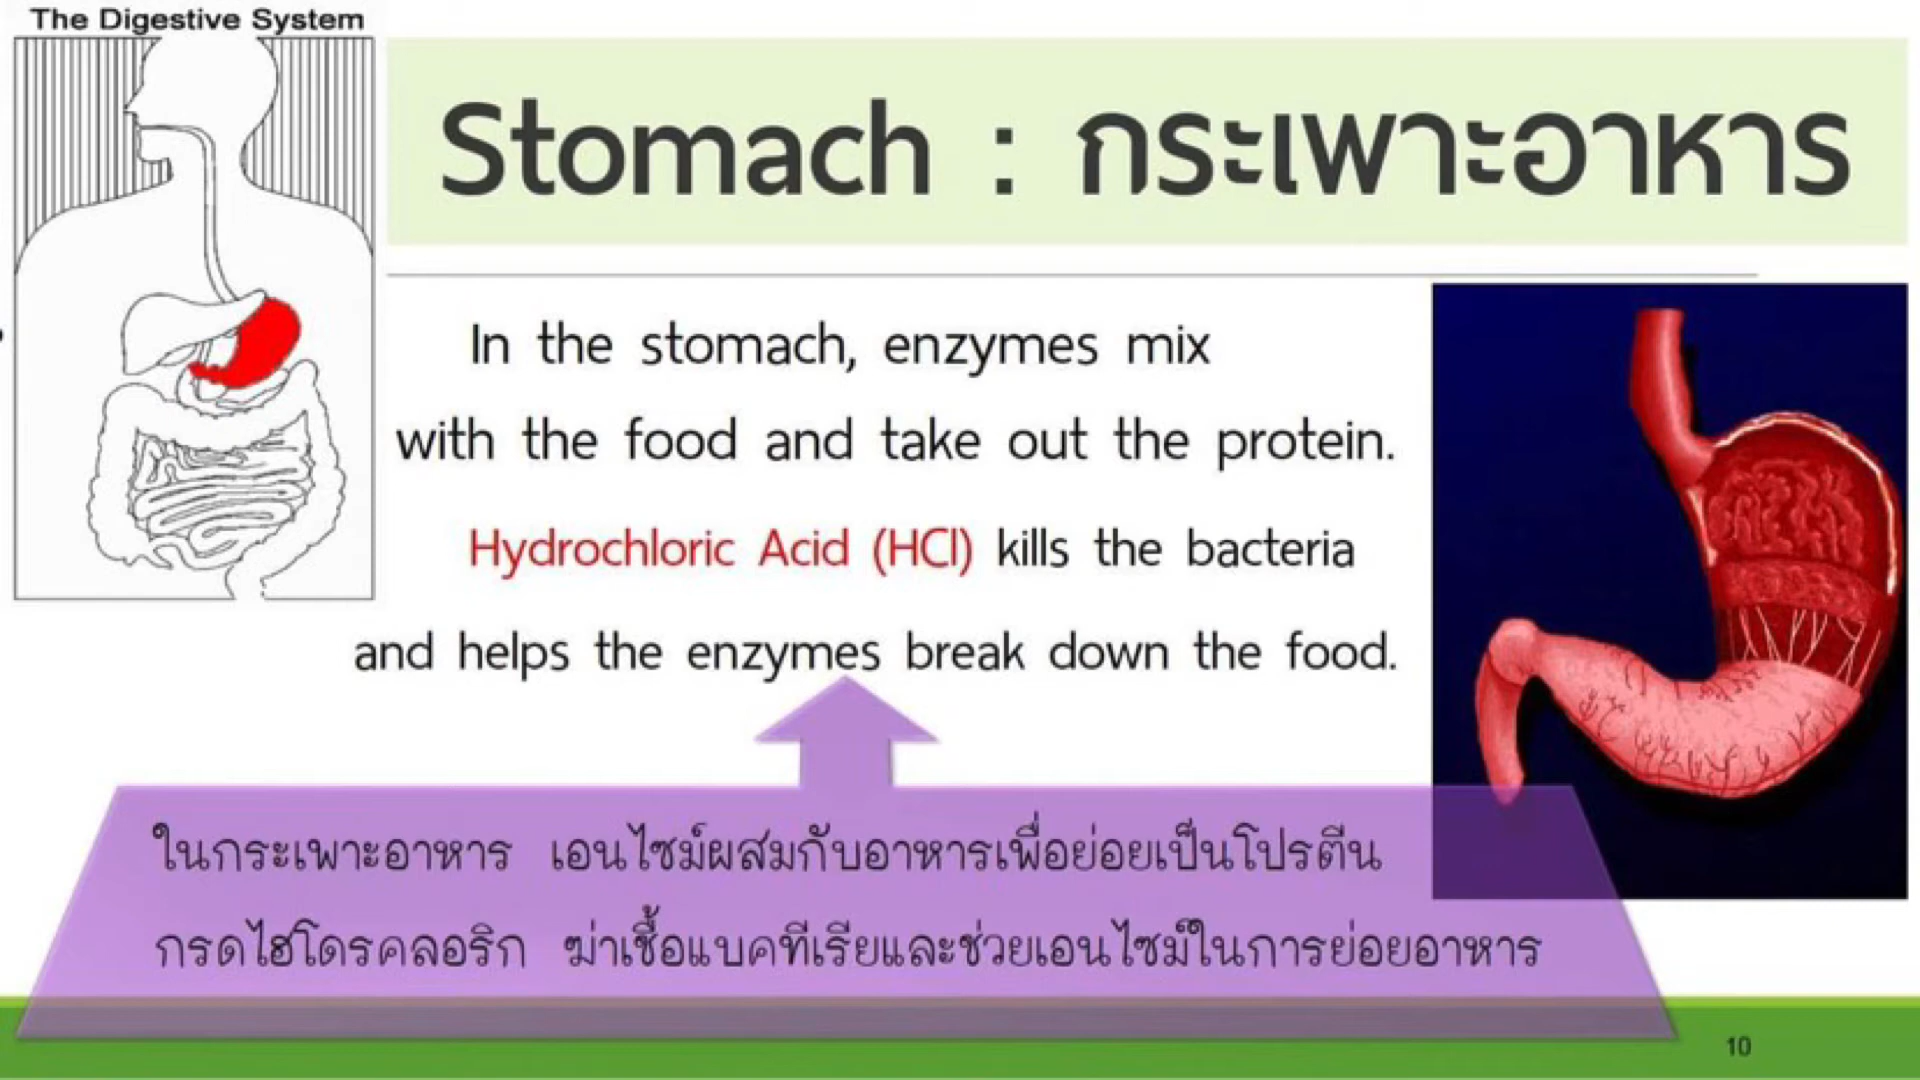 The Digestive System
Stomach : กระเพาะอาหาร
In the stomach, enzymes mix
with the food and take out the protein.
Hydrochloric Acid (HCl) kills the bacteria
and helps the enzymes break down the food.
ในกระเพาะอาหาร เอนไซม์ผสมกับอาหารเพื่อย่อยเป็นโปรตีน
กรดไฮโดรคลอริก ฆ่าเชื้อแบคทีเรียและช่วยเอนไซม์ในการย่อยอาหาร
10